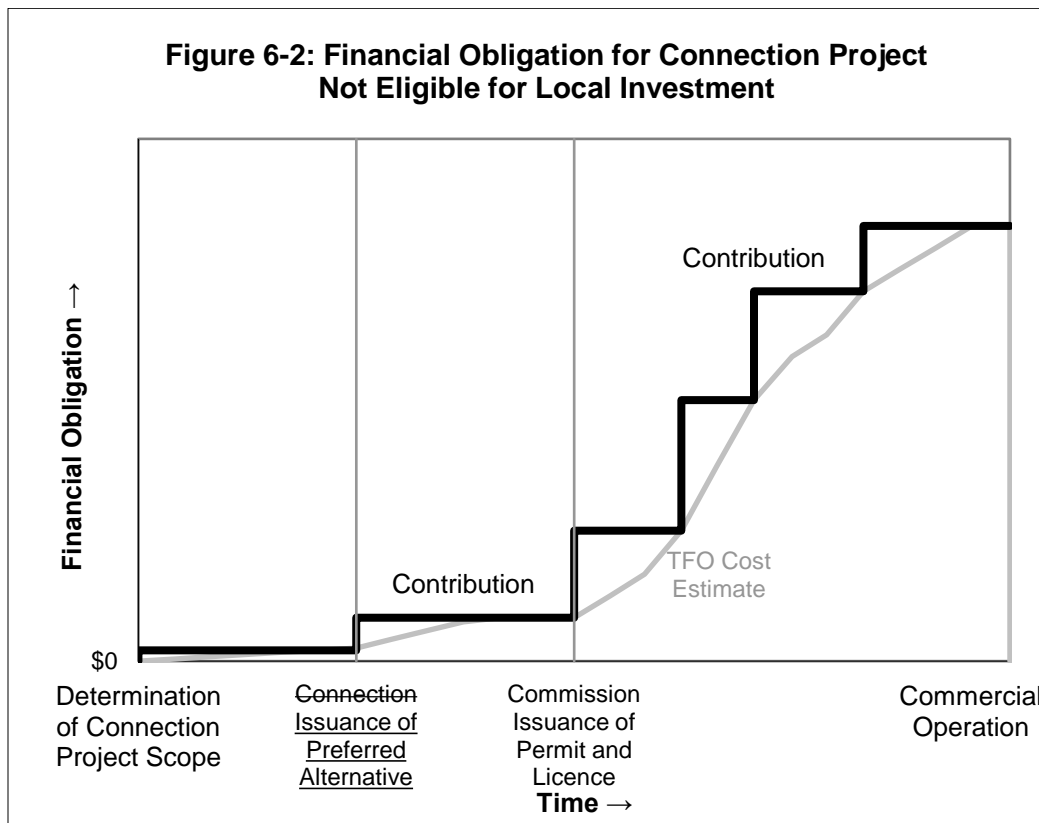 Figure 6-2: Financial Obligation for Connection Project
Not Eligible for Local Investment
Financial Obligation →
Contribution
Contribution
TFO Cost
Estimate
$0
Determination
of Connection
Project Scope
Connection
Issuance of
Preferred
Alternative
Commission
Issuance of
Permit and
Licence
Commercial
Operation
Time →